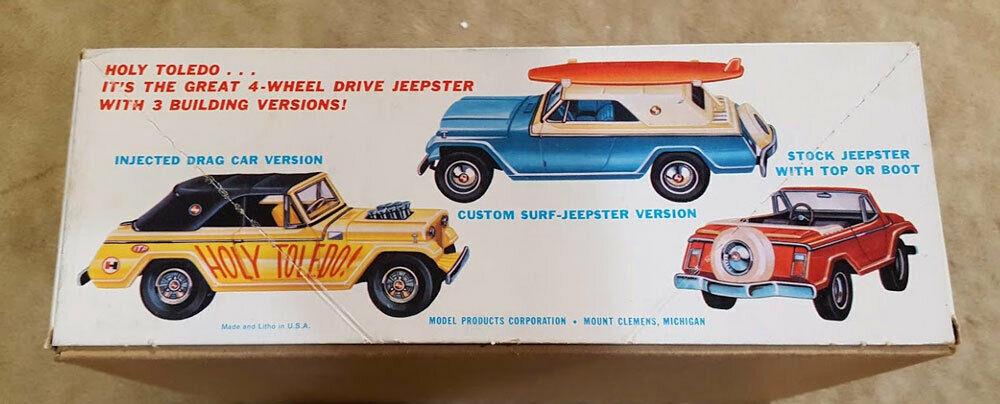 HOLY TOLEDO . . .
IT'S THE GREAT 4-WHEEL DRIVE JEEPSTER
WITH 3 BUILDING VERSIONS!
INJECTED DRAG CAR VERSION
STP
H
HOLY TOLEDO!
CUSTOM SURF-JEEPSTER VERSION
STOCK JEEPSTER
WITH TOP OR BOOT
Made and Litho in U.S.A.
MODEL PRODUCTS CORPORATION • MOUNT CLEMENS, MICHIGAN